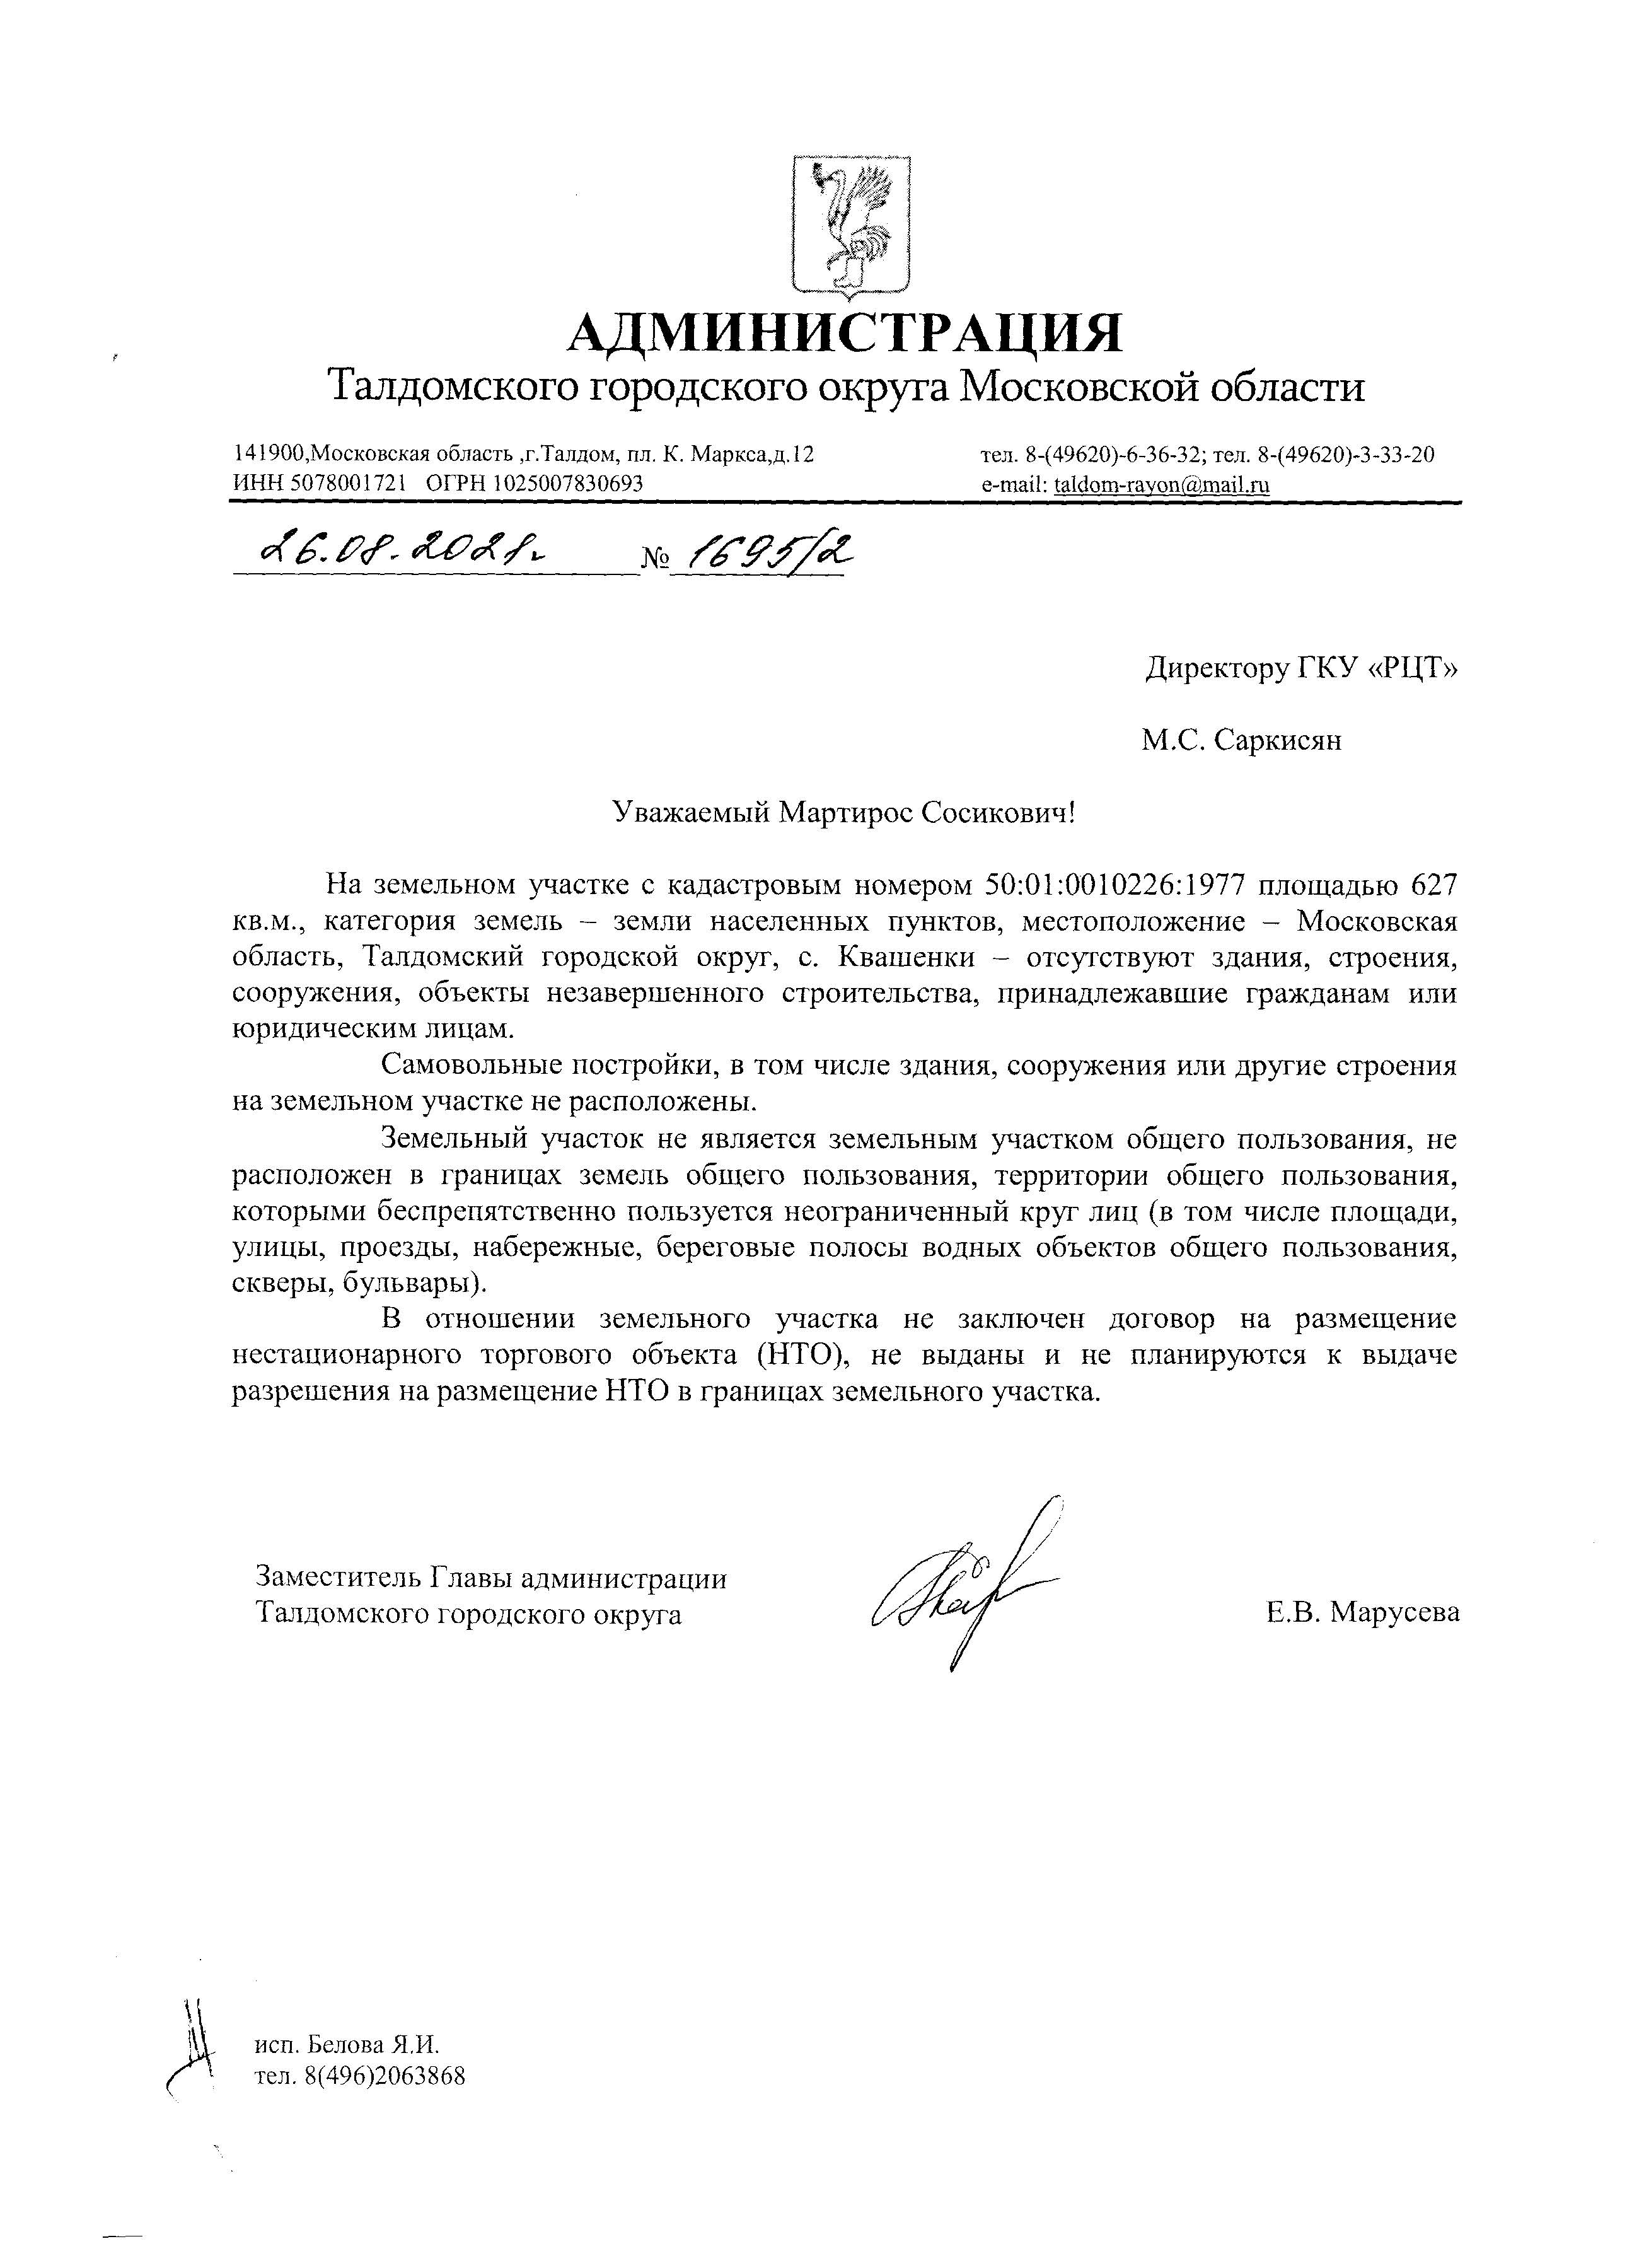 АДМИНИСТРАЦИЯ
Талдомского городского округа Московской области
141900,Московская область ,г.Талдом, пл. К. Маркса,д.12
тел. 8-(49620)-6-36-32; тел. 8-(49620)-3-33-20
ИНН 5078001721 ОГРН 1025007830693
e-mail: taldom-rayon@mail.ru
26.08.2021г. № 1695/2
Директору ГКУ «РЦТ»
М.С. Саркисян
Уважаемый Мартирос Сосикович!
На земельном участке с кадастровым номером 50:01:0010226:1977 площадью 627
кв.м., категория земель – земли населенных пунктов, местоположение – Московская
область, Талдомский городской округ, с. Квашенки – отсутствуют здания, строения,
сооружения, объекты незавершенного строительства, принадлежавшие гражданам или
юридическим лицам.
Самовольные постройки, в том числе здания, сооружения или другие строения
на земельном участке не расположены.
Земельный участок не является земельным участком общего пользования, не
расположен в границах земель общего пользования, территории общего пользования,
которыми беспрепятственно пользуется неограниченный круг лиц (в том числе площади,
улицы, проезды, набережные, береговые полосы водных объектов общего пользования,
скверы, бульвары).
В отношении земельного участка не заключен договор на размещение
нестационарного торгового объекта (НТО), не выданы и не планируются к выдаче
разрешения на размещение НТО в границах земельного участка.
Заместитель Главы администрации
Талдомского городского округа
Е.В. Марусева
исп. Белова Я.И.
тел. 8(496)2063868